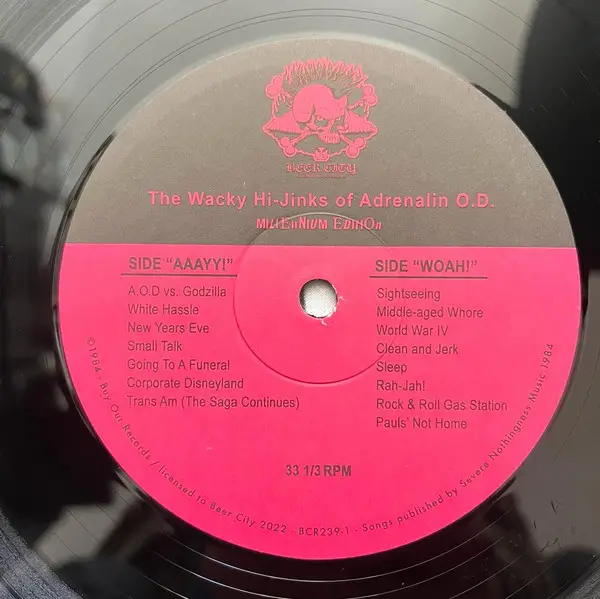 BEER CITY
The Wacky Hi-Jinks of Adrenalin O.D.
MillEnNIUM EDitiOn
SIDE "AAAYY!"
A.O.D vs. Godzilla
White Hassle
New Years Eve
Small Talk
Going To A Funeral
Corporate Disneyland
Trans Am (The Saga Continues)
SIDE "WOAH!"
Sightseeing
Middle-aged Whore
World War IV
Clean and Jerk
Sleep
Rah-Jah!
Rock & Roll Gas Station
Pauls' Not Home
33 1/3 RPM
©1984 - Buy Our Records / licensed to Beer City 2022 - BCR239-1 - Songs published by Severe Nothingness Music 1984